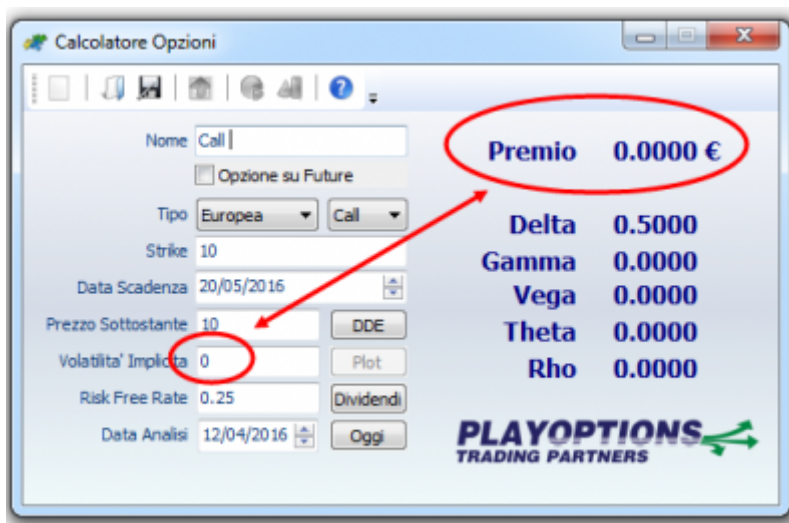 Calcolatore Opzioni
Nome Call
Opzione su Future
Tipo Europea Call
Strike 10
Data Scadenza 20/05/2016
Prezzo Sottostante 10 DDE
Volatilita' Implicita 0 Plot
Risk Free Rate 0.25 Dividendi
Data Analisi 12/04/2016 Oggi
Premio 0.0000 €
Delta 0.5000
Gamma 0.0000
Vega 0.0000
Theta 0.0000
Rho 0.0000
PLAYOPTIONS
TRADING PARTNERS